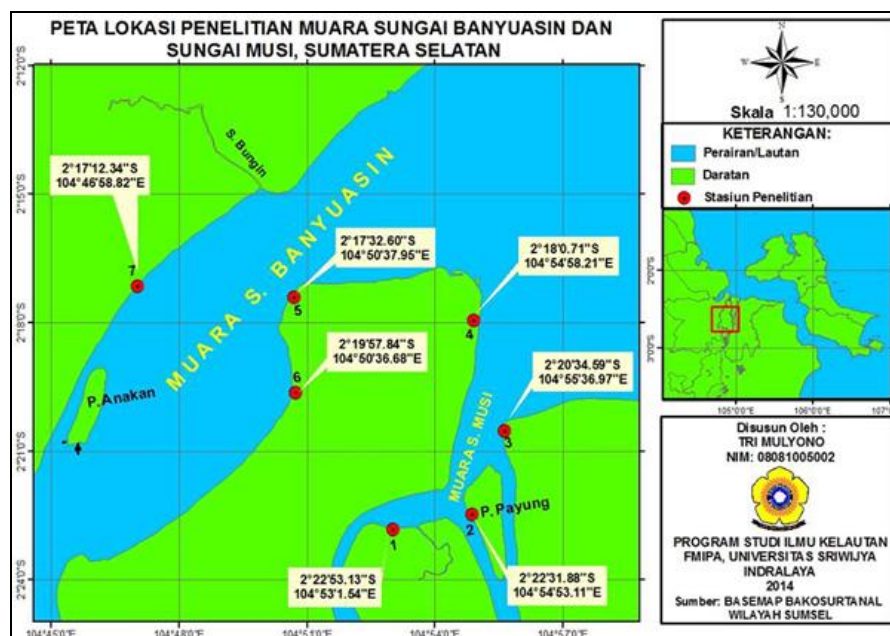 PETA LOKASI PENELITIAN MUARA SUNGAI BANYUASIN DAN
SUNGAI MUSI, SUMATERA SELATAN
2°12'0"S
2°15'0"S
2°18'0"S
2°21'0"S
2°24'0"S
104°45'0"E
104°48'0"E
104°51'0"E
104°54'0"E
104°57'0"E
S. Bungin
2°17'12.34"S
104°46'58.82"E
7
MUARA S. BANYUASIN
2°17'32.60"S
104°50'37.95"E
5
2°18'0.71"S
104°54'58.21"E
4
2°19'57.84"S
104°50'36.68"E
6
P. Anakan
2°20'34.59"S
104°55'36.97"E
3
MUARA S. MUSI
P. Payung
1
2
2°22'53.13"S
104°53'1.54"E
2°22'31.88"S
104°54'53.11"E
N
W
E
S
Skala 1:130,000
KETERANGAN:
Perairan/Lautan
Daratan
Stasiun Penelitian
2°0'0"S
3°0'0"S
105°0'0"E
106°0'0"E
107°0
Disusun Oleh :
TRI MULYONO
NIM: 08081005002
PROGRAM STUDI ILMU KELAUTAN
FMIPA, UNIVERSITAS SRIWIJYA
INDRALAYA
2014
Sumber: BASEMAP BAKOSURTANAL
WILAYAH SUMSEL